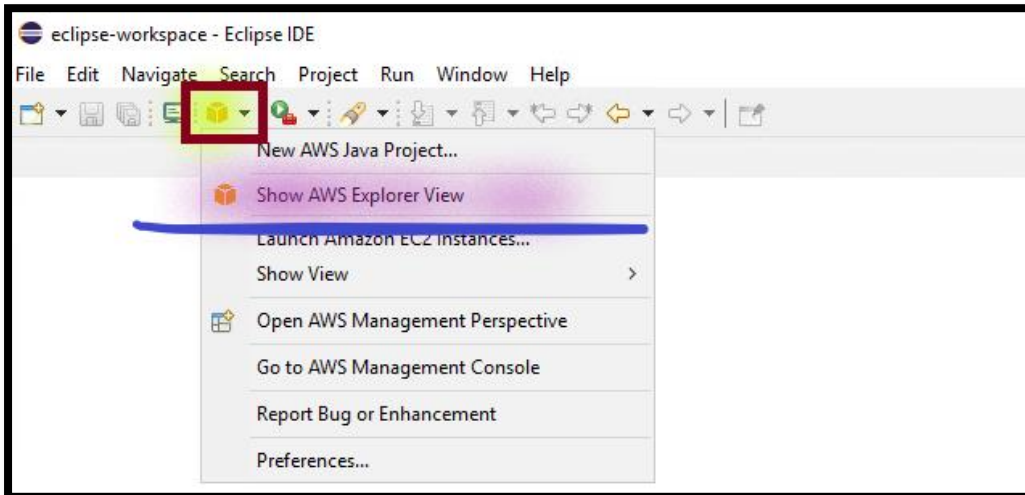 eclipse-workspace - Eclipse IDE
File Edit Navigate Search Project Run Window Help
New AWS Java Project...
Show AWS Explorer View
Launch Amazon EC2 Instances...
Show View
Open AWS Management Perspective
Go to AWS Management Console
Report Bug or Enhancement
Preferences...